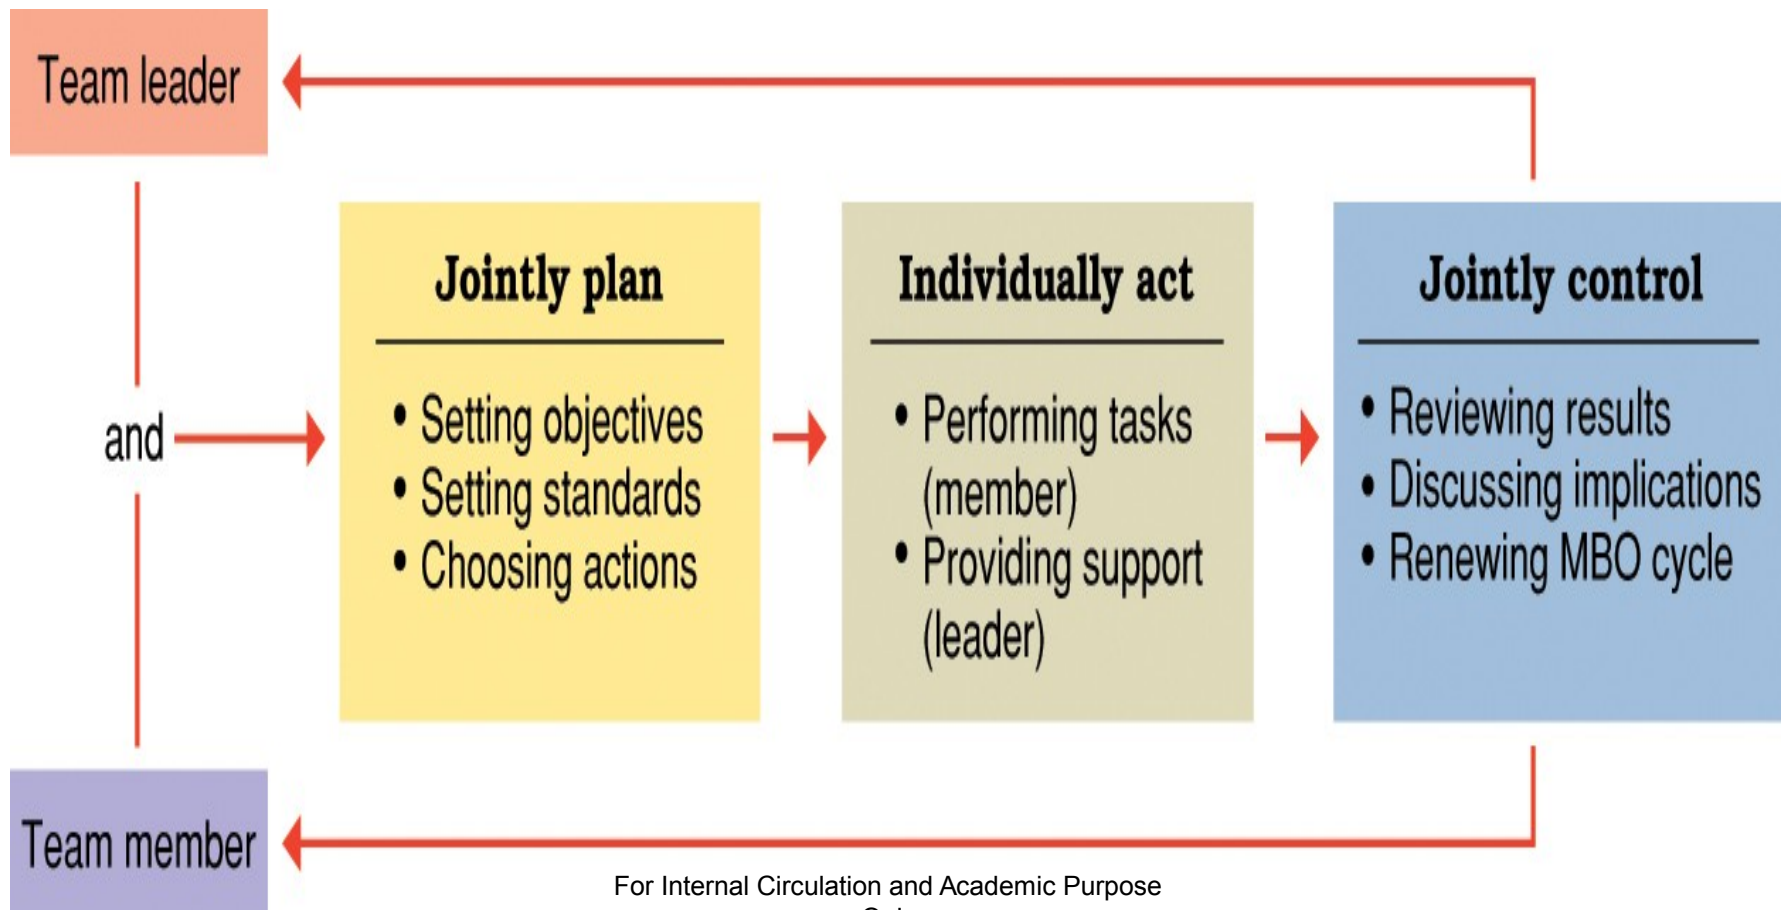 Team leader
and
Team member
Jointly plan
• Setting objectives
• Setting standards
• Choosing actions
Individually act
• Performing tasks
(member)
• Providing support
(leader)
Jointly control
• Reviewing results
• Discussing implications
• Renewing MBO cycle
For Internal Circulation and Academic Purpose